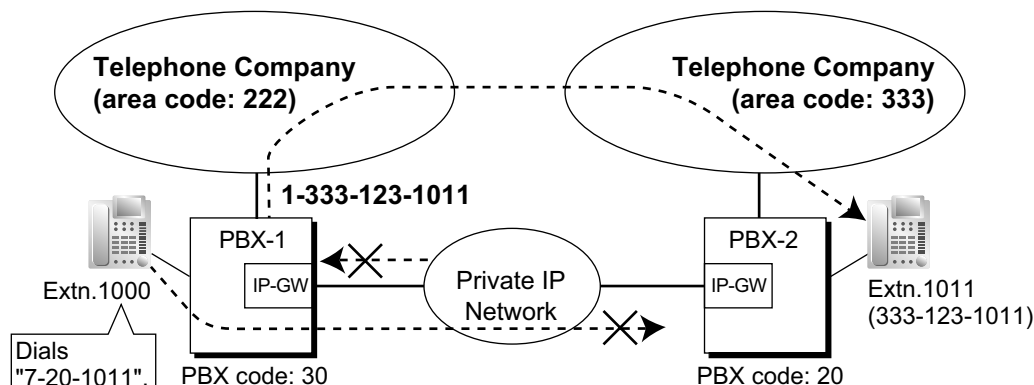 Telephone Company
(area code: 222)
Telephone Company
(area code: 333)
1-333-123-1011
PBX-1
PBX-2
IP-GW
Private IP
Network
IP-GW
Extn.1000
Extn.1011
(333-123-1011)
Dials
"7-20-1011".
PBX code: 30
PBX code: 20